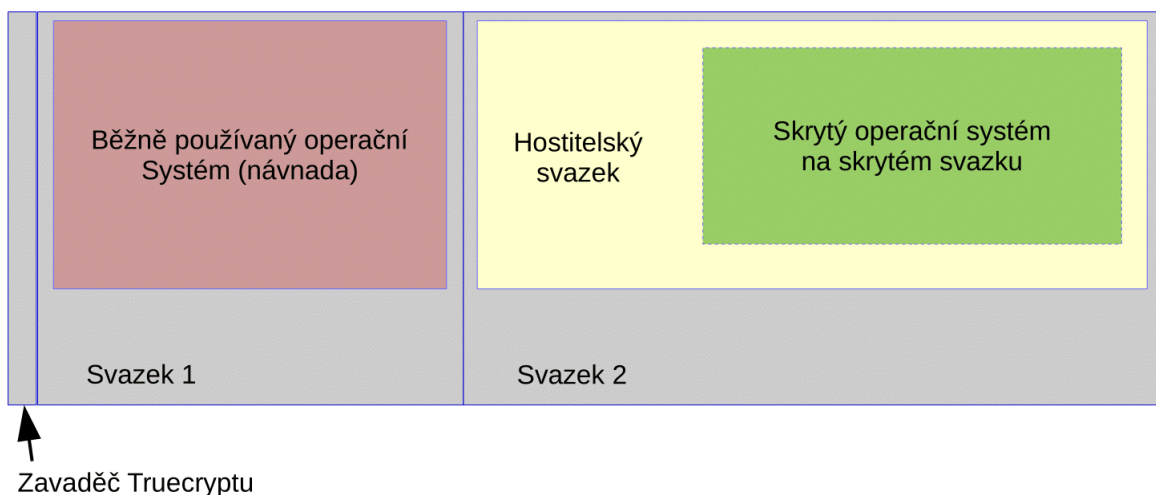 Běžně používaný operační
Systém (návnada)
Hostitelský
svazek
Skrytý operační systém
na skrytém svazku
Svazek 1
Svazek 2
Zavaděč Truecryptu